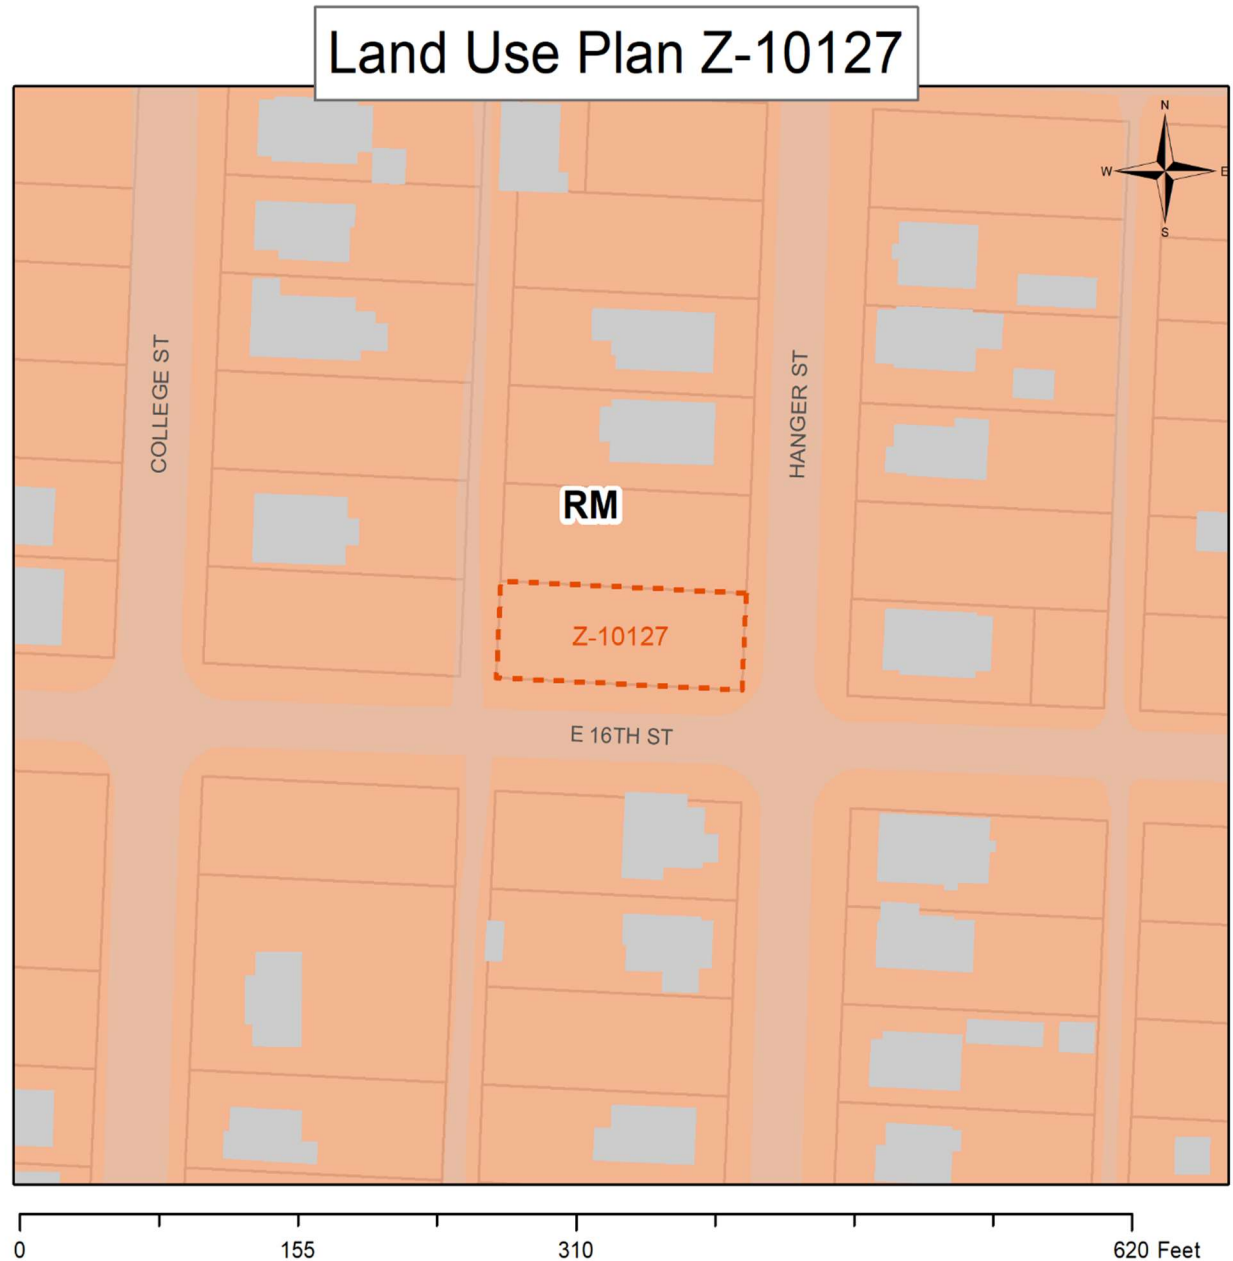 Land Use Plan Z-10127
N
W E
S
COLLEGE ST
HANGER ST
RM
Z-10127
E 16TH ST
0 155 310 620 Feet